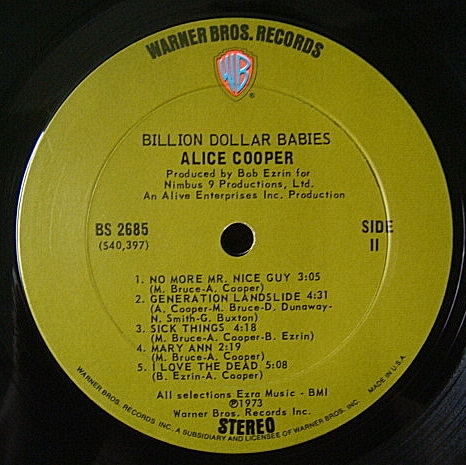 WARNER BROS. RECORDS
WB
®
BILLION DOLLAR BABIES
ALICE COOPER
Produced by Bob Ezrin for
Nimbus 9 Productions, Ltd.
An Alive Enterprises Inc. Production
BS 2685
(S40,397)
SIDE
II
1. NO MORE MR. NICE GUY 3:05
(M. Bruce-A. Cooper)
2. GENERATION LANDSLIDE 4:31
(A. Cooper-M. Bruce-D. Dunaway-
N. Smith-G. Buxton)
3. SICK THINGS 4:18
(M. Bruce-A. Cooper-B. Ezrin)
4. MARY ANN 2:19
(M. Bruce-A. Cooper)
5. I LOVE THE DEAD 5:08
(B. Ezrin-A. Cooper)
All selections Ezra Music - BMI
℗1973
Warner Bros. Records Inc.
STEREO
WARNER BROS. RECORDS INC. A SUBSIDIARY AND LICENSEE OF WARNER BROS. INC. MADE IN U.S.A.